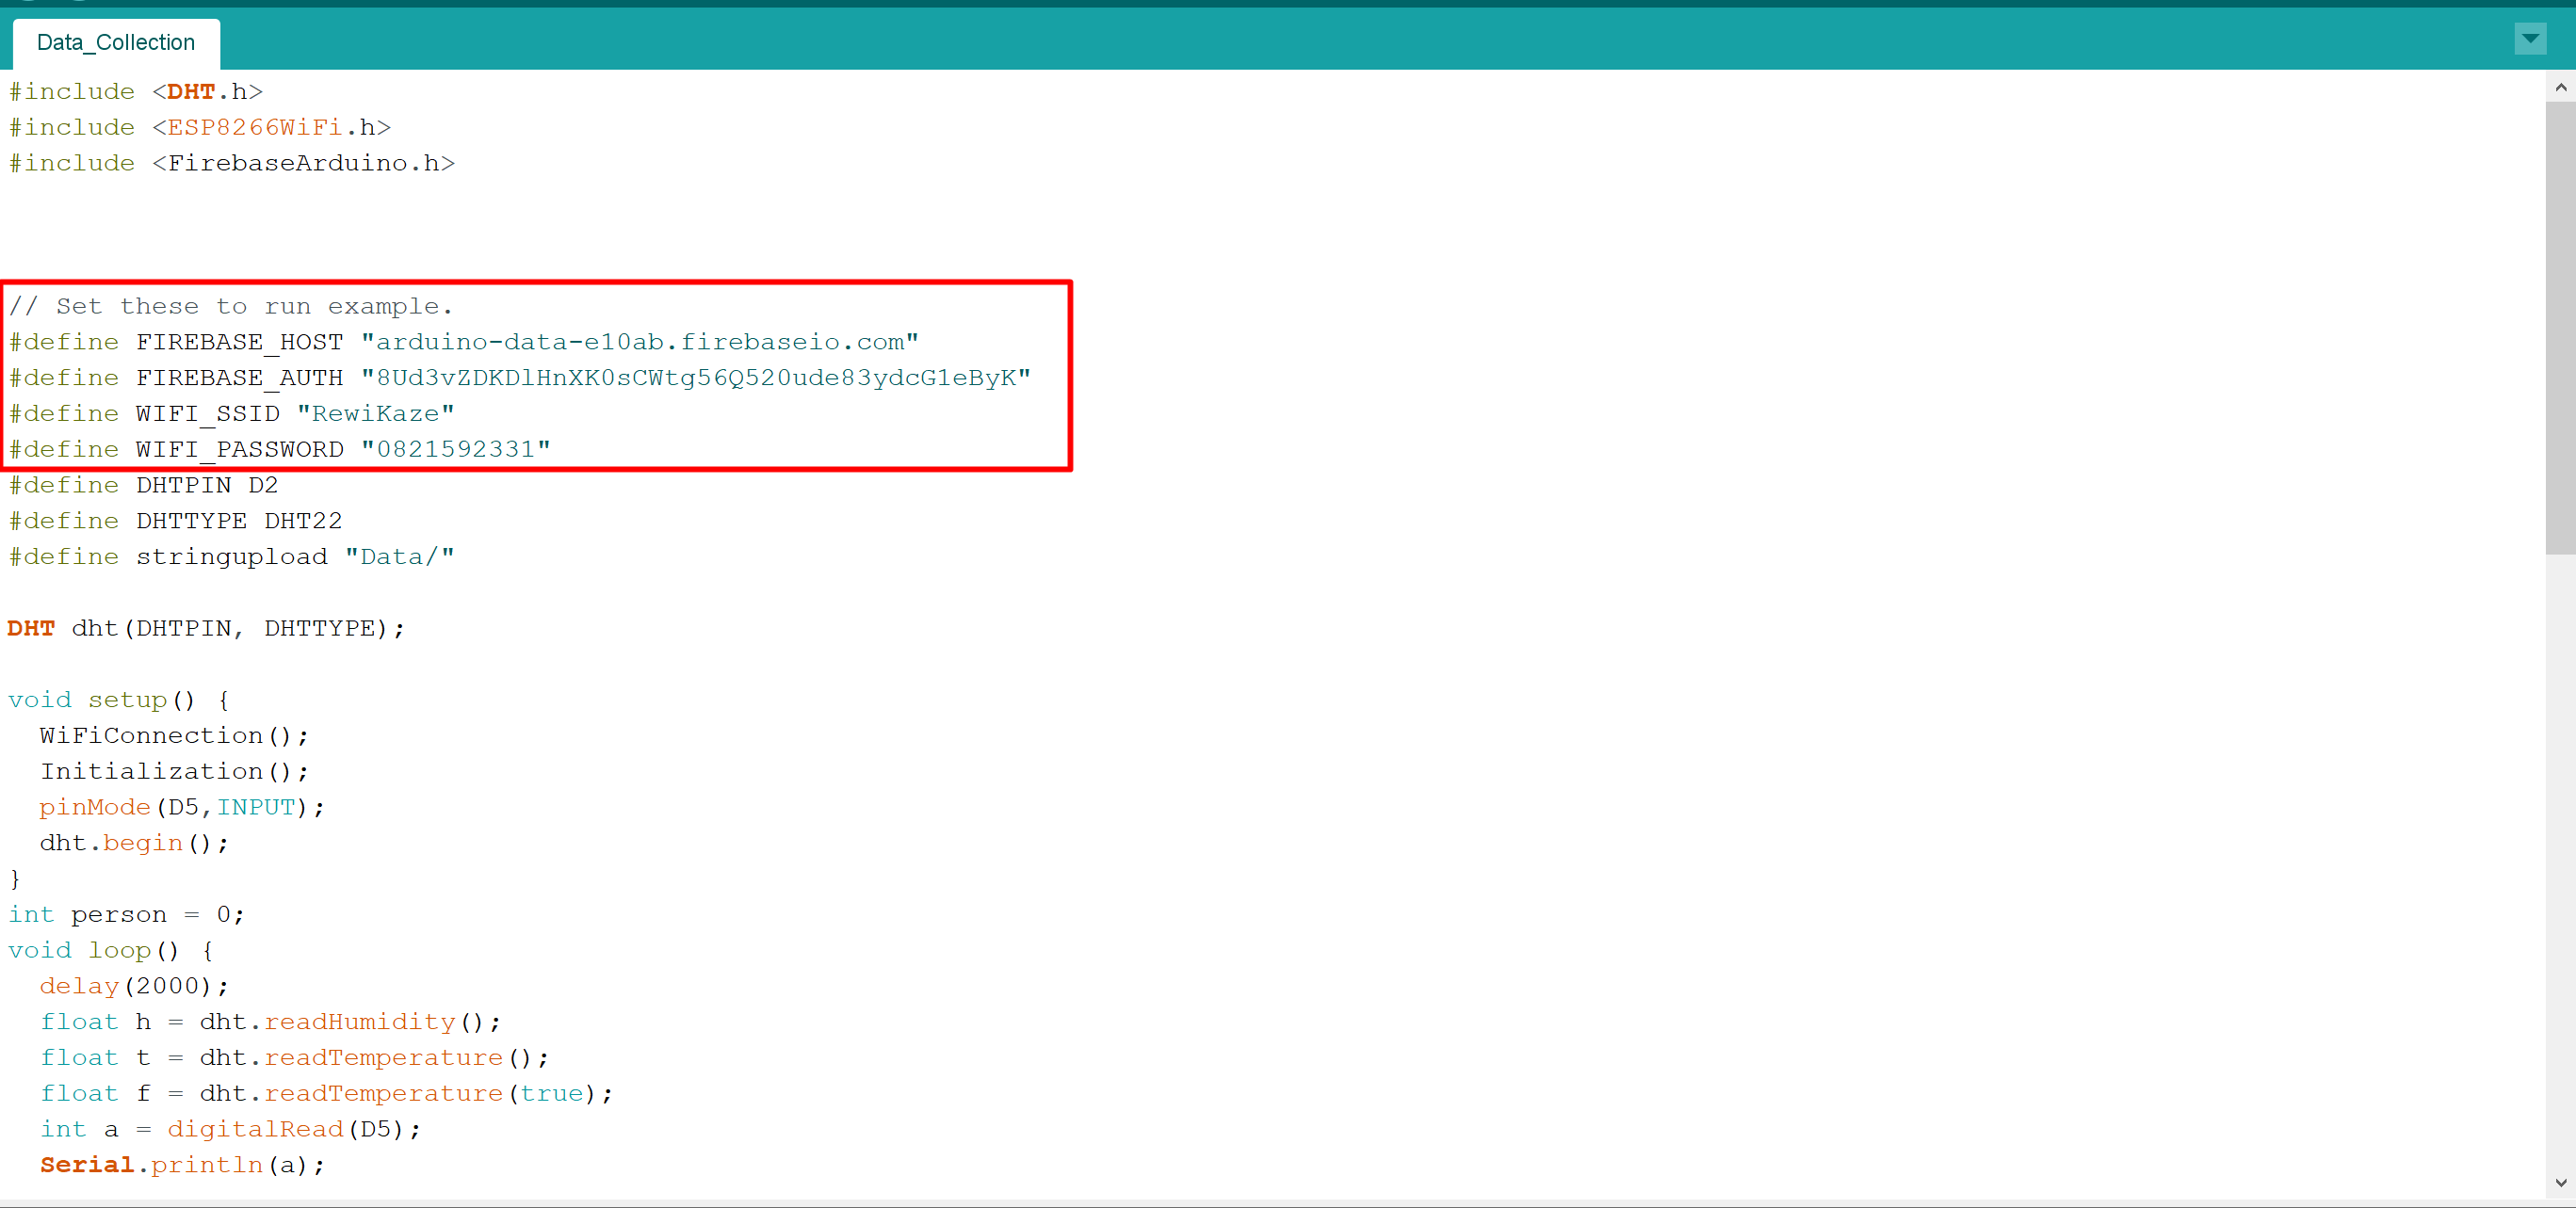 Data_Collection
#include <DHT.h>
#include <ESP8266WiFi.h>
#include <FirebaseArduino.h>
// Set these to run example.
#define FIREBASE_HOST "arduino-data-e10ab.firebaseio.com"
#define FIREBASE_AUTH "8Ud3vZDKDlHnXK0sCWtg56Q520ude83ydcG1eByK"
#define WIFI_SSID "RewiKaze"
#define WIFI_PASSWORD "0821592331"
#define DHTPIN D2
#define DHTTYPE DHT22
#define stringupload "Data/"
DHT dht(DHTPIN, DHTTYPE);
void setup() {
  WiFiConnection();
  Initialization();
  pinMode(D5,INPUT);
  dht.begin();
}
int person = 0;
void loop() {
  delay(2000);
  float h = dht.readHumidity();
  float t = dht.readTemperature();
  float f = dht.readTemperature(true);
  int a = digitalRead(D5);
  Serial.println(a);